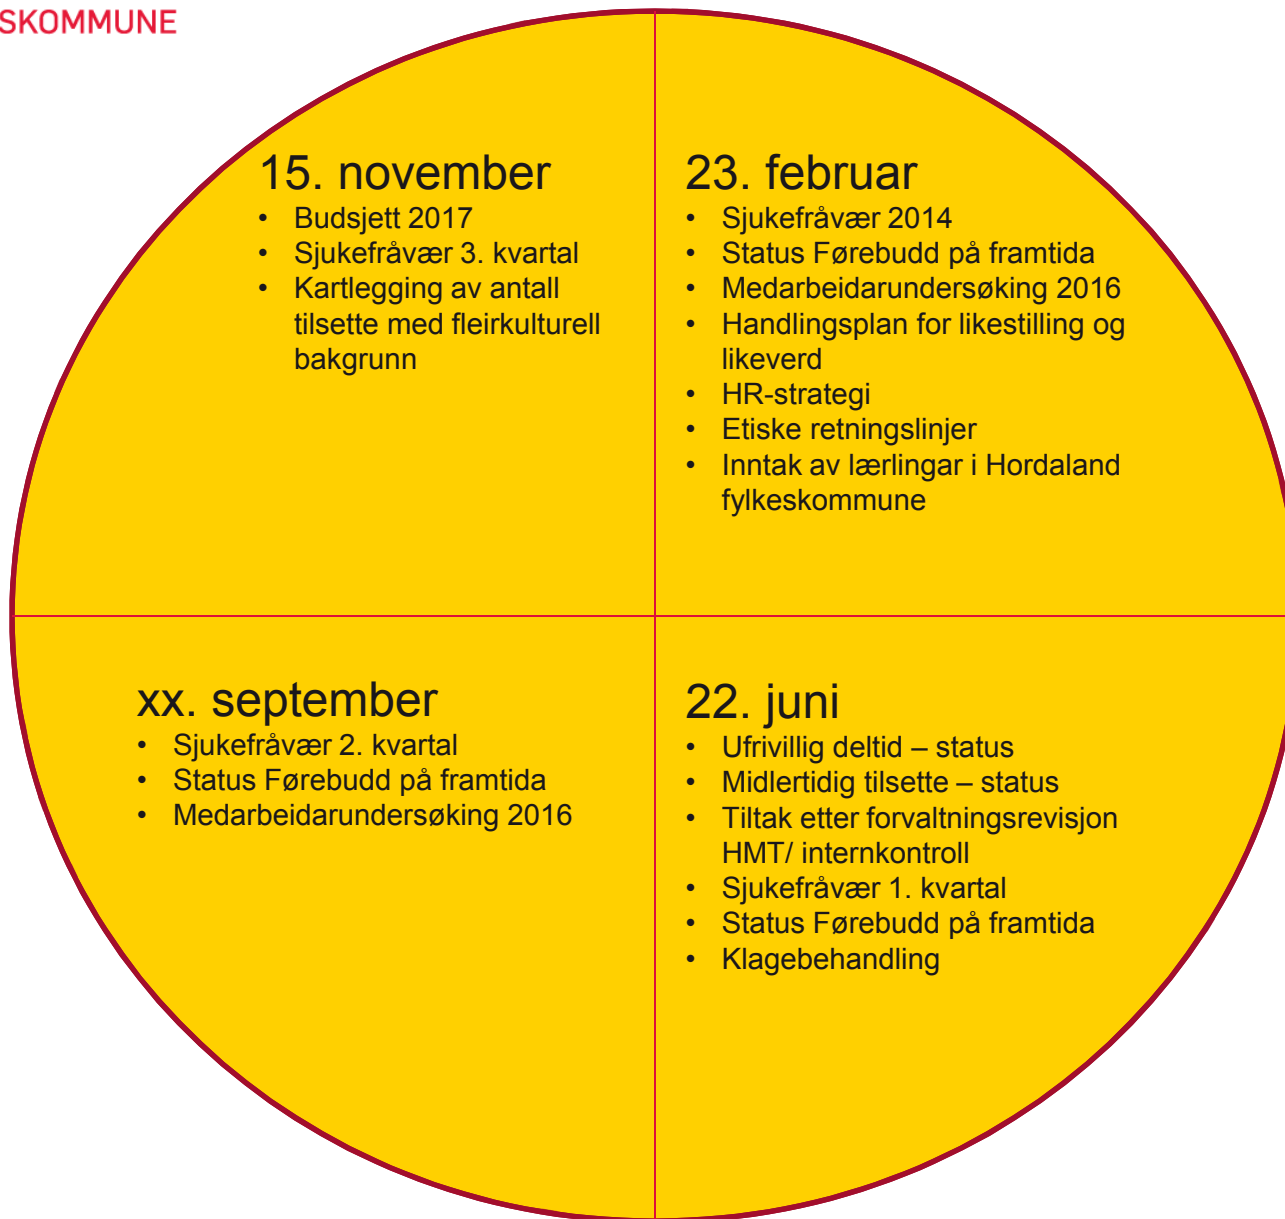 SKOMMUNE
15. november
• Budsjett 2017
• Sjukefråvær 3. kvartal
• Kartlegging av antall
tilsette med fleirkulturell
bakgrunn
23. februar
• Sjukefråvær 2014
• Status Førebudd på framtida
• Medarbeidarundersøking 2016
• Handlingsplan for likestilling og
likeverd
• HR-strategi
• Etiske retningslinjer
• Inntak av lærlingar i Hordaland
fylkeskommune
xx. september
• Sjukefråvær 2. kvartal
• Status Førebudd på framtida
• Medarbeidarundersøking 2016
22. juni
• Ufrivillig deltid – status
• Midlertidig tilsette – status
• Tiltak etter forvaltningsrevisjon
HMT/ internkontroll
• Sjukefråvær 1. kvartal
• Status Førebudd på framtida
• Klagebehandling